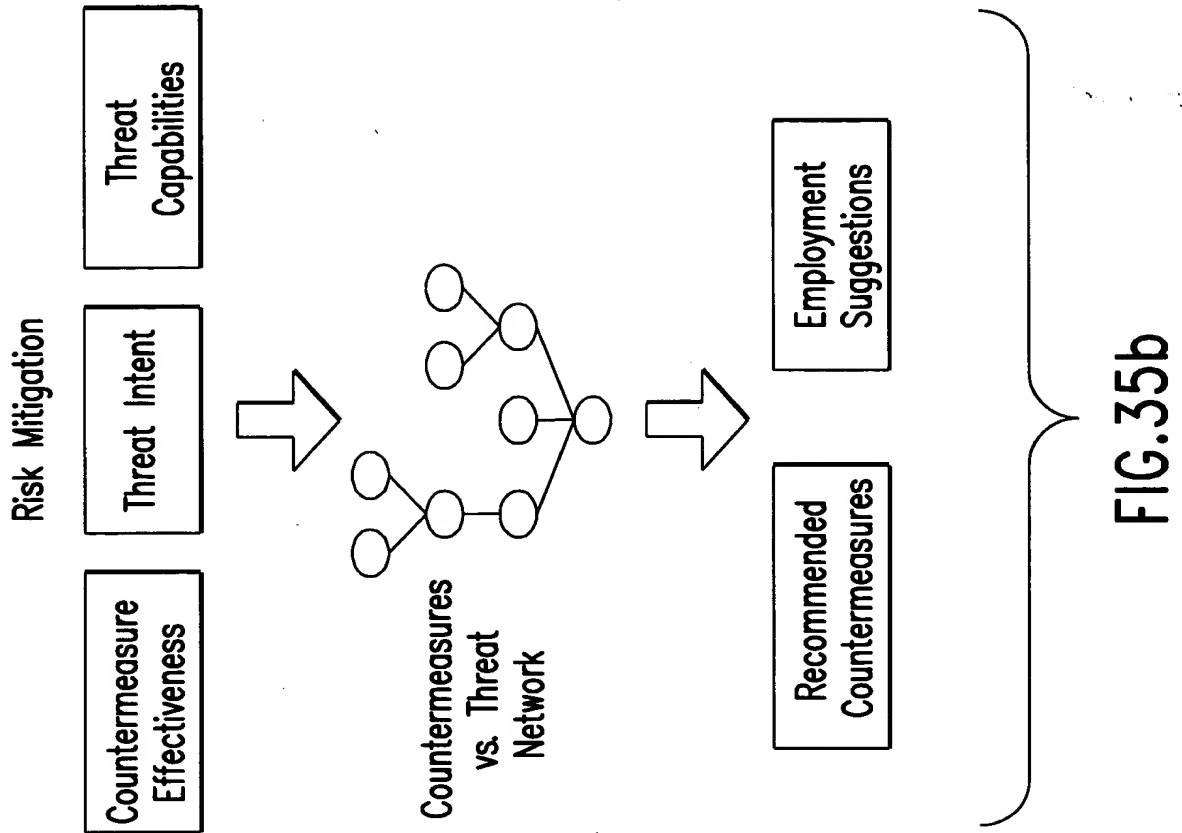 Risk Mitigation
Countermeasure
Effectiveness
Threat Intent
Threat
Capabilities
Countermeasures
vs. Threat
Network
Recommended
Countermeasures
Employment
Suggestions
FIG.35b